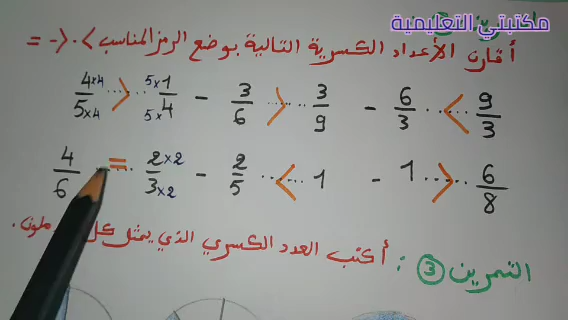 مكتبتي التعليمية
أقارن الأعداد الكسرية التالية بوضع الرمز المناسب > . < - =
4×4/5×4 ...>... 5×1/5×4 - 3/6 ...>... 3/9 - 6/3 ...<... 9/3
4/6 ...=... 2×2/3×2 - 2/5 ...<... 1 - 1 ...>... 6/8
التمرين 3 : أكتب العدد الكسري الذي يمثل كل ملون.